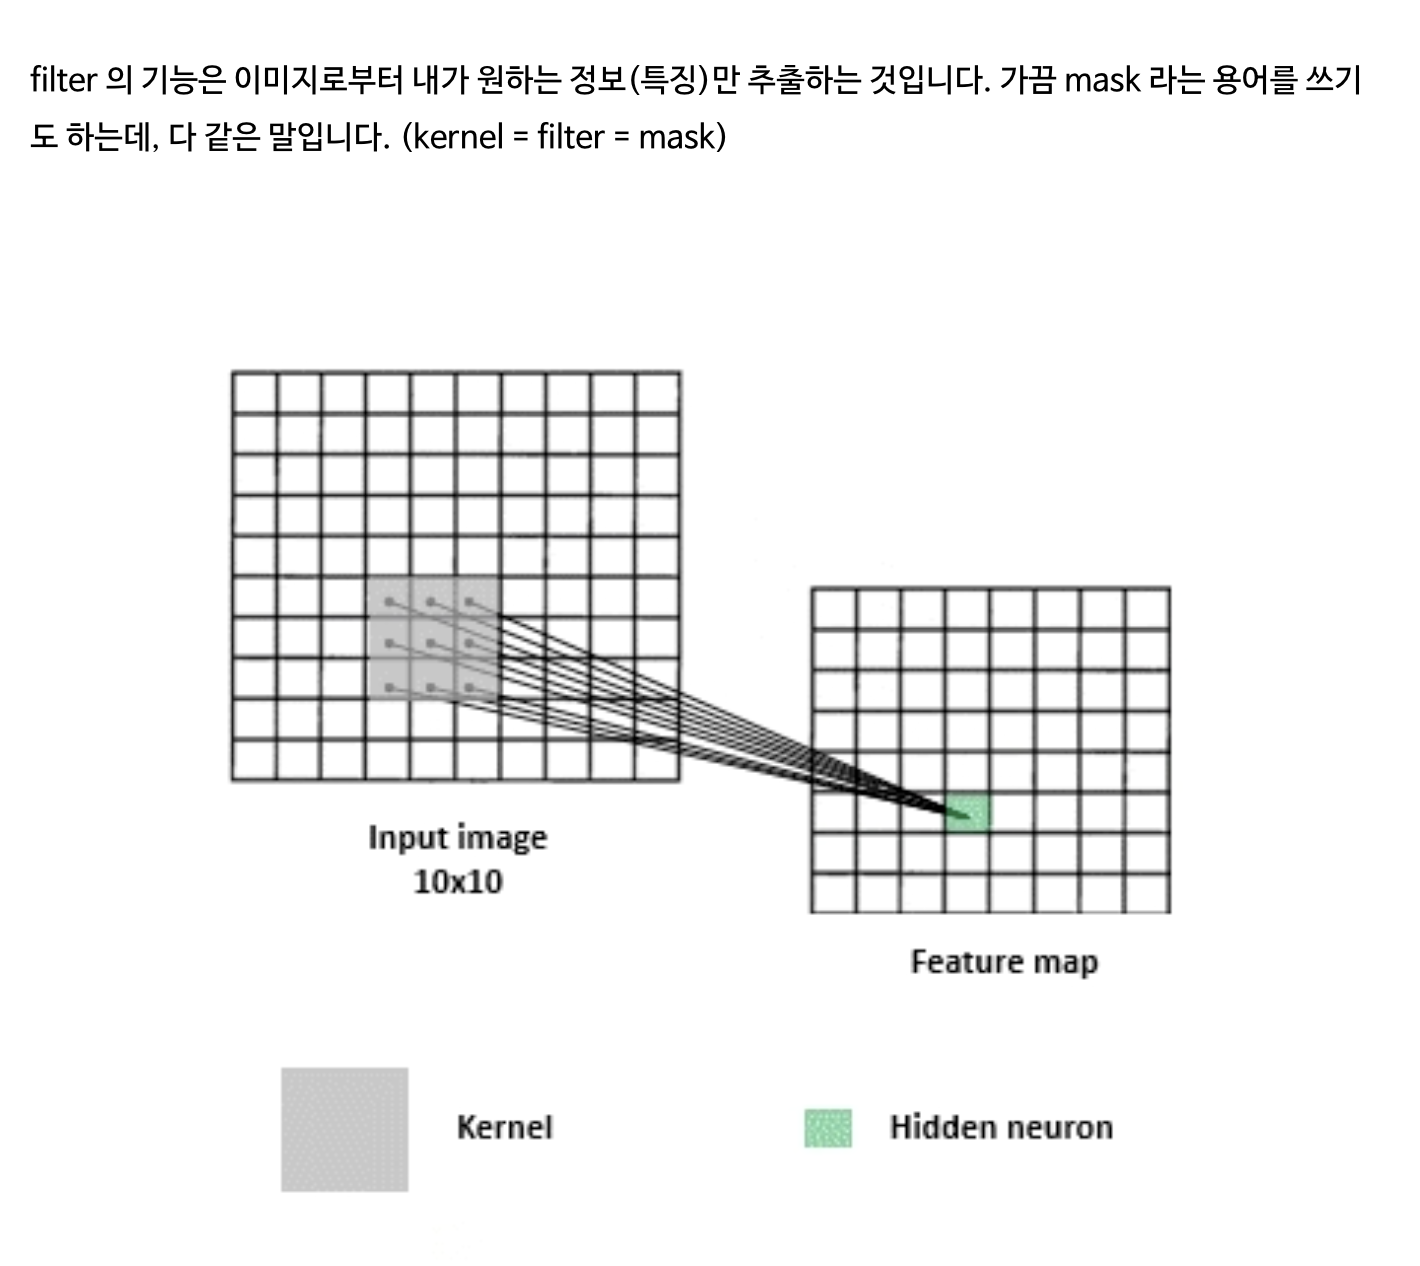 filter 의 기능은 이미지로부터 내가 원하는 정보(특징)만 추출하는 것입니다. 가끔 mask 라는 용어를 쓰기
도 하는데, 다 같은 말입니다. (kernel = filter = mask)
Input image
10x10
Feature map
Kernel
Hidden neuron